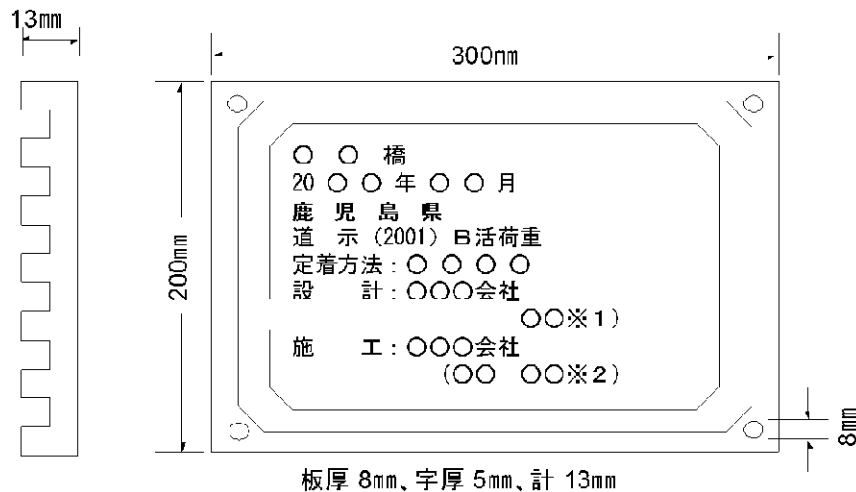 13mm
300mm
200mm
○ ○ 橋
20 ○ ○ 年 ○ ○ 月
鹿 児 島 県
道 示 (2001) B活荷重
定着方法：○ ○ ○ ○
設 計：○○○会社
○○※1)
施 工：○○○会社
(○○ ○○※2)
8mm
板厚 8mm、字厚 5mm、計 13mm